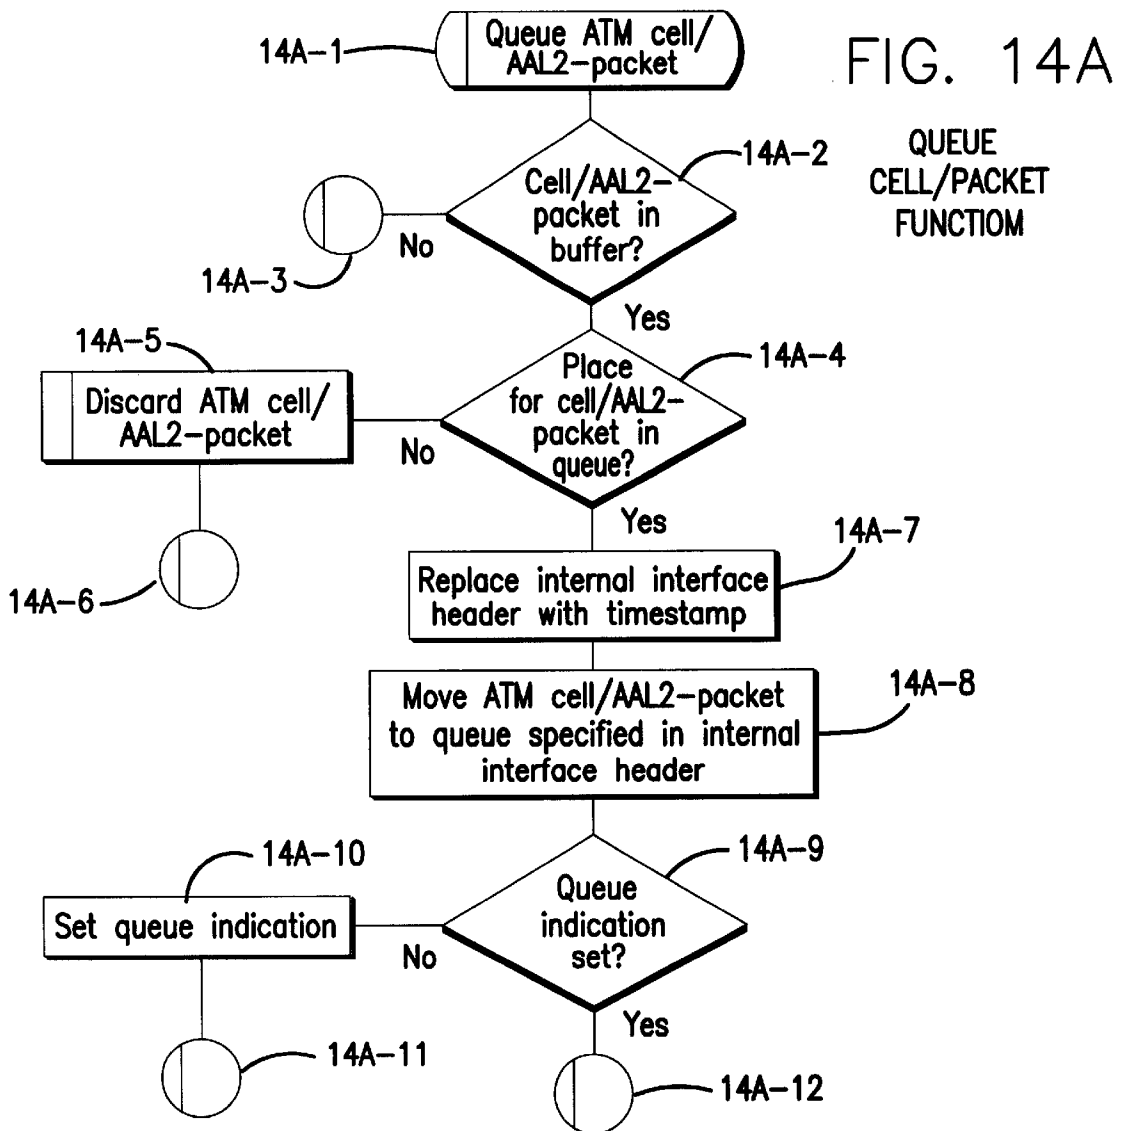 14A-1
Queue ATM cell/
AAL2-packet
FIG. 14A
QUEUE
CELL/PACKET
FUNCTIOM
14A-2
Cell/AAL2-
packet in
buffer?
No
14A-3
Yes
14A-4
Place
for cell/AAL2-
packet in
queue?
No
14A-5
Discard ATM cell/
AAL2-packet
14A-6
Yes
14A-7
Replace internal interface
header with timestamp
14A-8
Move ATM cell/AAL2-packet
to queue specified in internal
interface header
14A-9
Queue
indication
set?
No
14A-10
Set queue indication
14A-11
Yes
14A-12